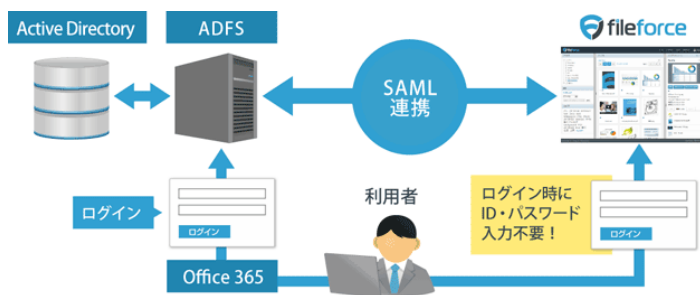 Active Directory
ADFS
fileforce
SAML
連携
ログイン
ログイン
Office 365
利用者
ログイン時に
ID・パスワード
入力不要！
ログイン